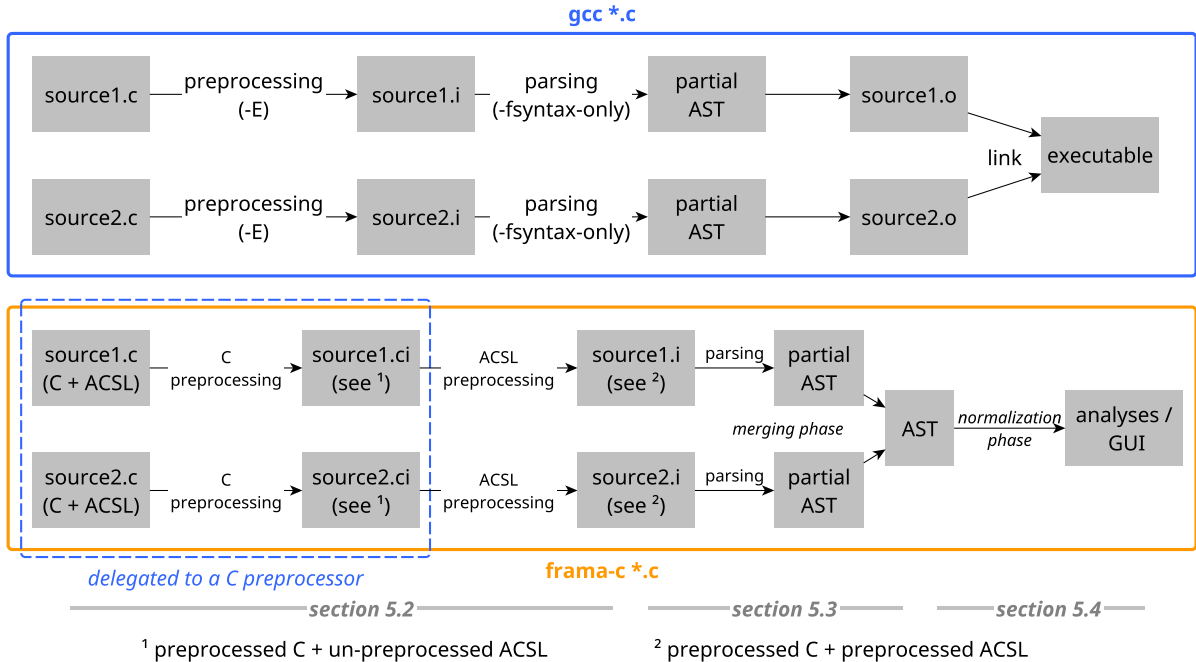 gcc *.c
source1.c
preprocessing
(-E)
source1.i
parsing
(-fsyntax-only)
partial
AST
source1.o
link
executable
source2.c
preprocessing
(-E)
source2.i
parsing
(-fsyntax-only)
partial
AST
source2.o
source1.c
(C + ACSL)
C
preprocessing
source1.ci
(see ¹)
ACSL
preprocessing
source1.i
(see ²)
parsing
partial
AST
merging phase
AST
normalization
phase
analyses /
GUI
source2.c
(C + ACSL)
C
preprocessing
source2.ci
(see ¹)
ACSL
preprocessing
source2.i
(see ²)
parsing
partial
AST
delegated to a C preprocessor
frama-c *.c
section 5.2
section 5.3
section 5.4
¹ preprocessed C + un-preprocessed ACSL
² preprocessed C + preprocessed ACSL